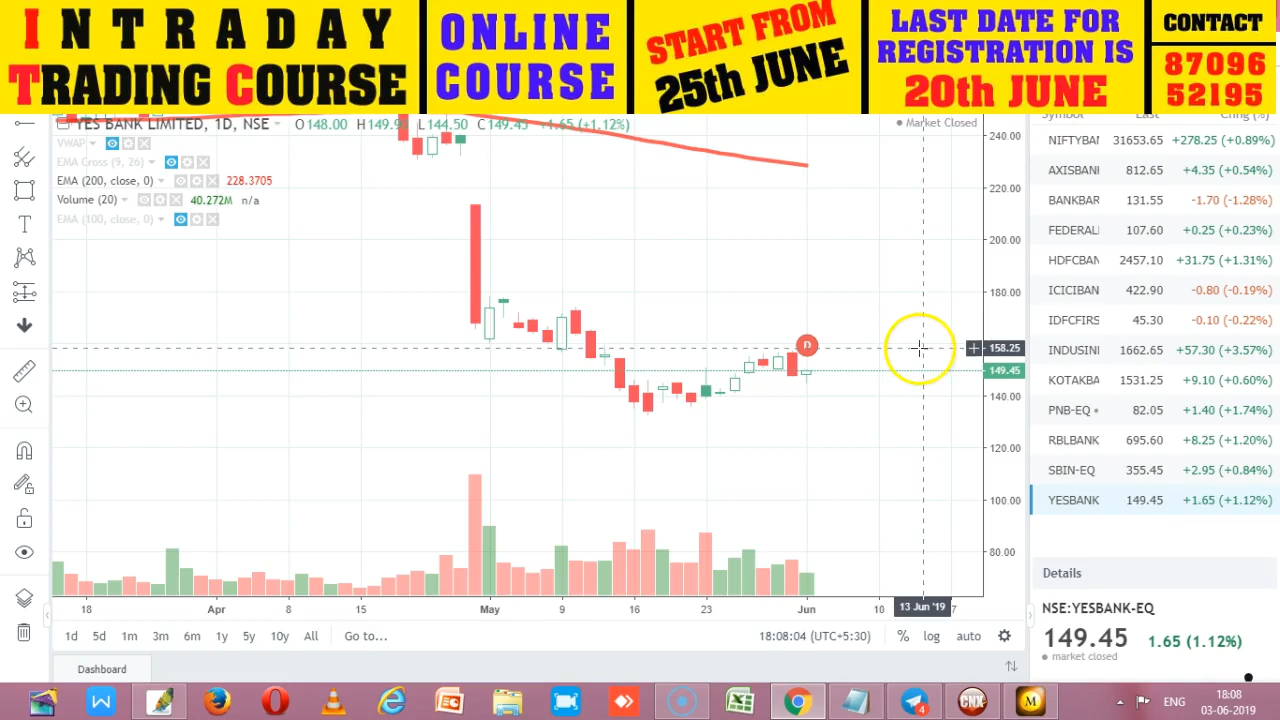 INTRADAY
TRADING COURSE
ONLINE
COURSE
START FROM
25th JUNE
LAST DATE FOR
REGISTRATION IS
20th JUNE
CONTACT
87096
52195
YES BANK LIMITED, 1D, NSE O148.00 H149.9 L144.50 C149.45 +1.65 (+1.12%)
Market Closed
VWAP
EMA Cross (9, 26)
EMA (200, close, 0) 228.3705
Volume (20) 40.272M n/a
EMA (100, close, 0)
240.00
220.00
200.00
180.00
158.25
149.45
140.00
120.00
100.00
80.00
D
18 Apr 8 15 May 9 16 23 Jun 10 13 Jun '19 7
1d 5d 1m 3m 6m 1y 5y 10y All Go to... 18:08:04 (UTC+5:30) % log auto
Dashboard
Symbol Last Chng (%)
NIFTYBAI 31653.65 +278.25 (+0.89%)
AXISBANI 812.65 +4.35 (+0.54%)
BANKBAR 131.55 -1.70 (-1.28%)
FEDERALI 107.60 +0.25 (+0.23%)
HDFCBAN 2457.10 +31.75 (+1.31%)
ICICIBAN 422.90 -0.80 (-0.19%)
IDFCFIRS 45.30 -0.10 (-0.22%)
INDUSINI 1662.65 +57.30 (+3.57%)
KOTAKBA 1531.25 +9.10 (+0.60%)
PNB-EQ 82.05 +1.40 (+1.74%)
RBLBANK 695.60 +8.25 (+1.20%)
SBIN-EQ 355.45 +2.95 (+0.84%)
YESBANK 149.45 +1.65 (+1.12%)
Details
NSE:YESBANK-EQ
149.45 1.65 (1.12%)
market closed
W
CNX
M
4
ENG
18:08
03-06-2019